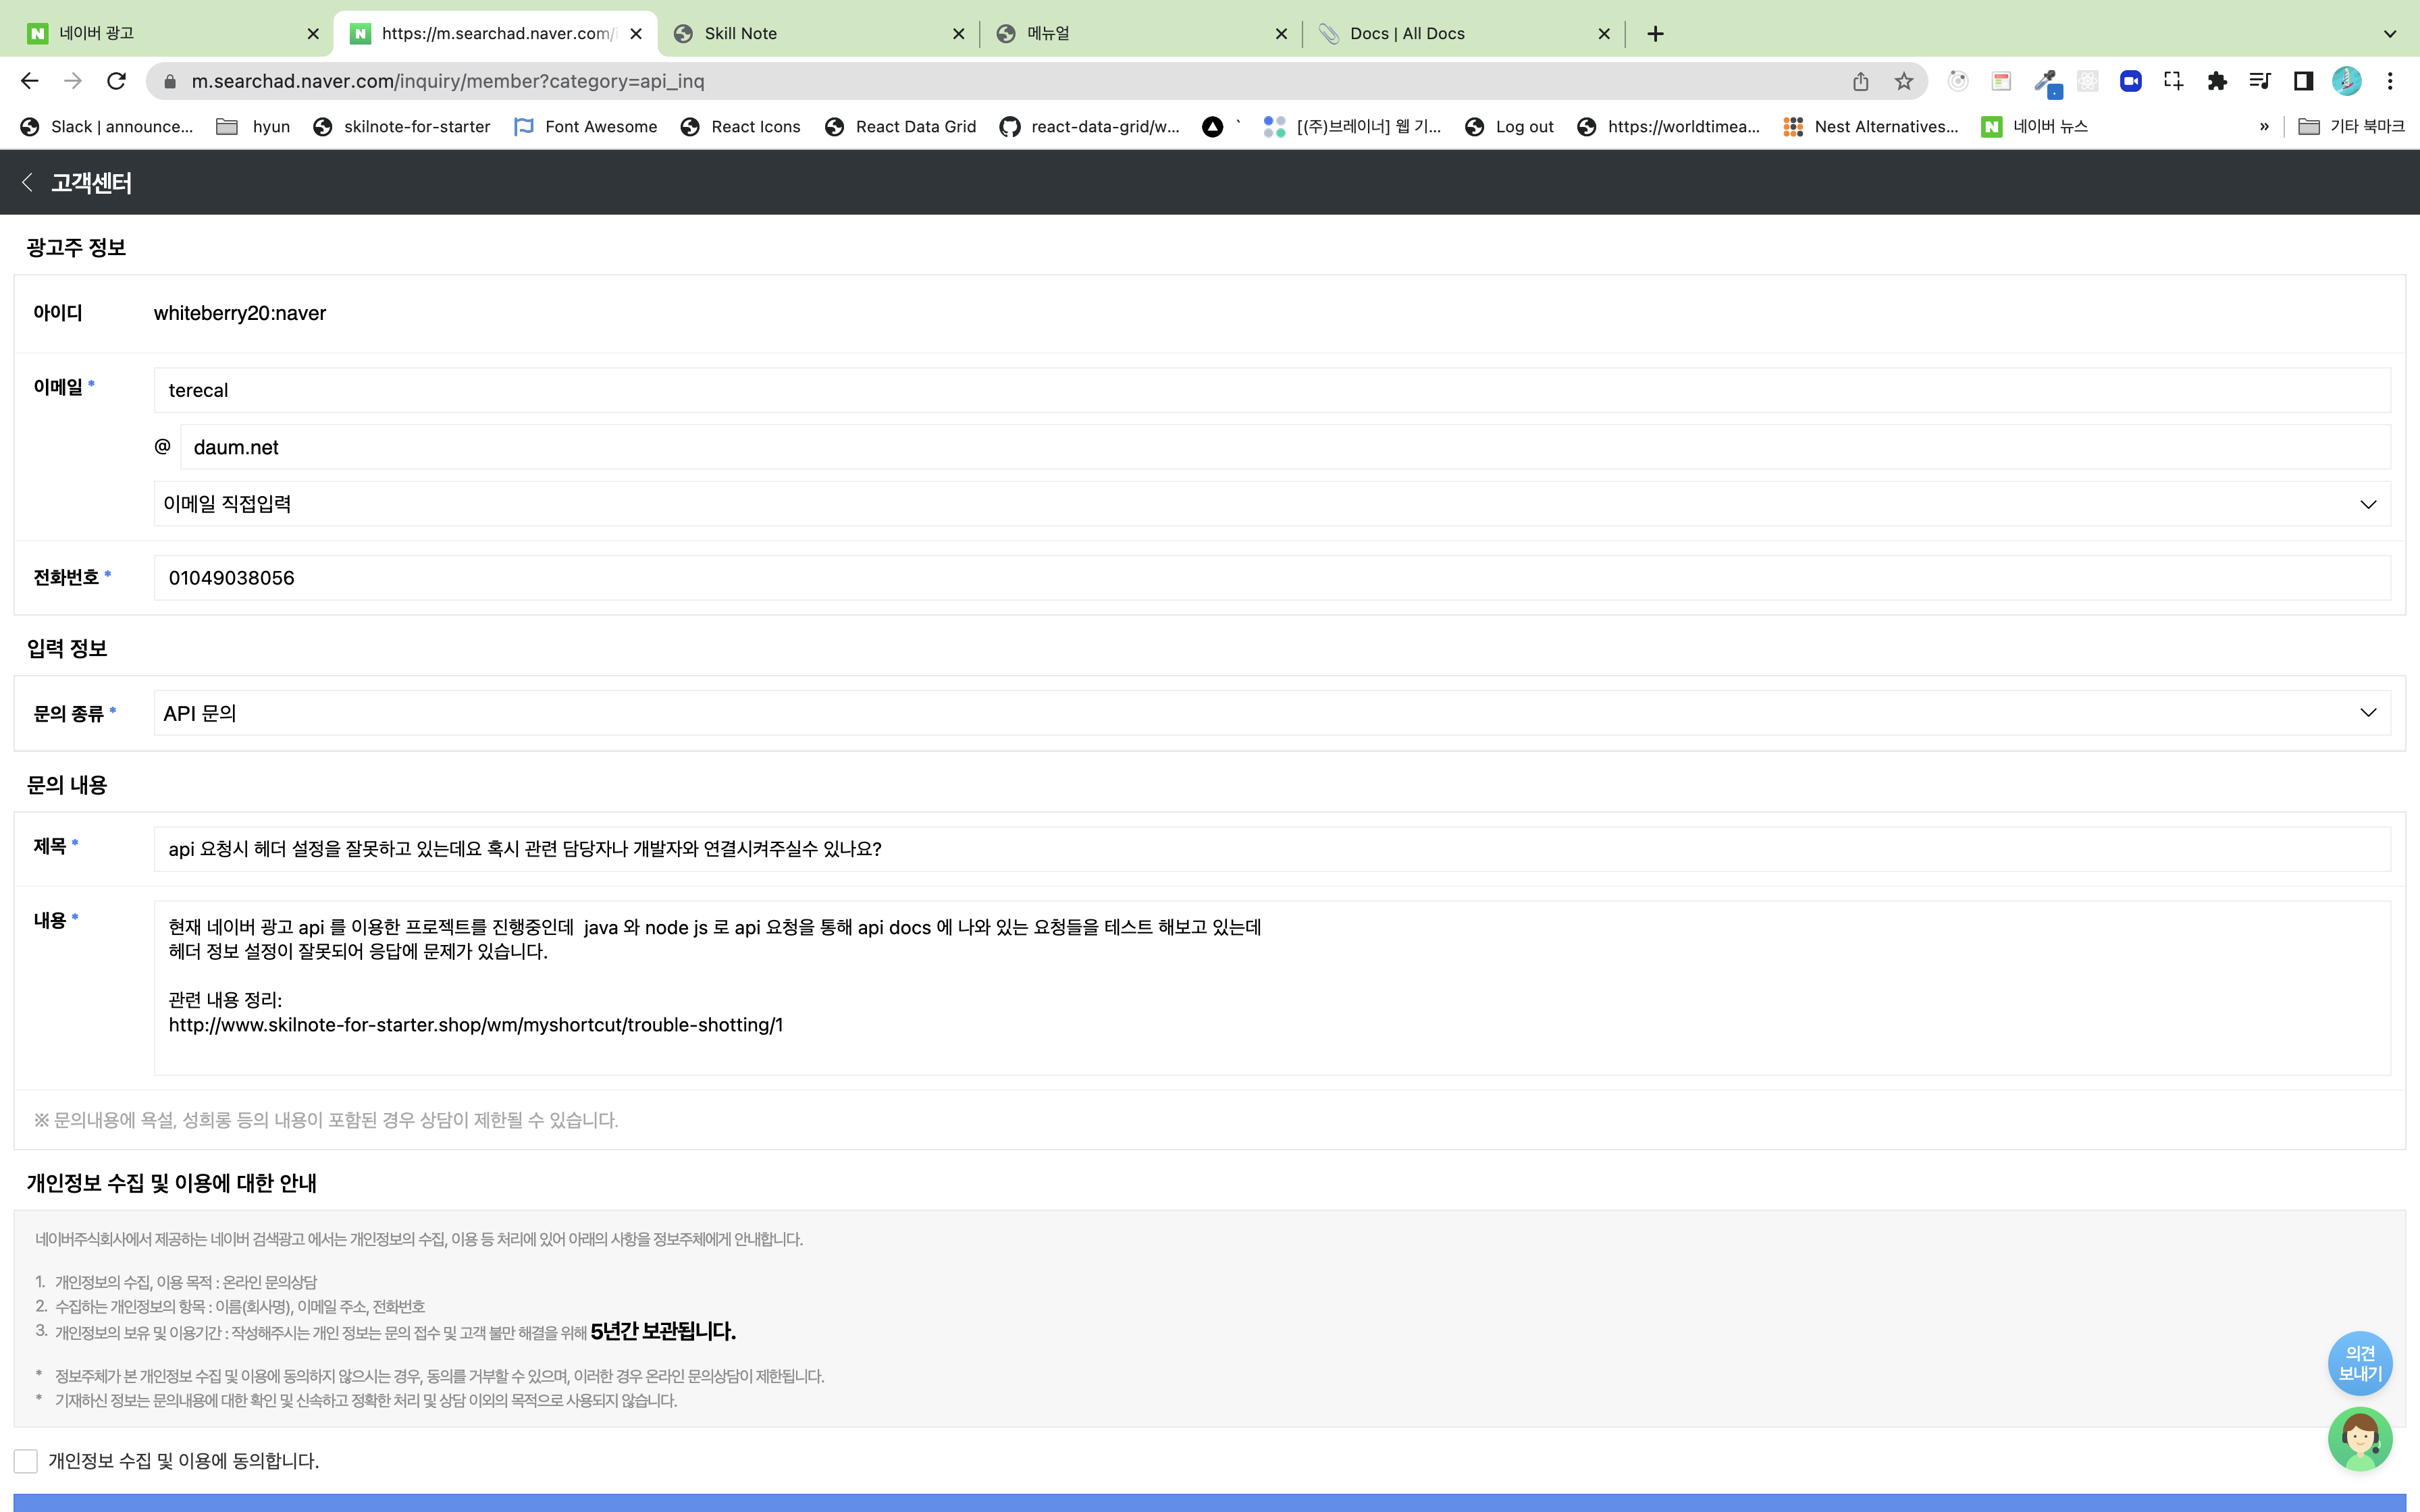 네이버 광고
https://m.searchad.naver.com/i
Skill Note
메뉴얼
Docs | All Docs
m.searchad.naver.com/inquiry/member?category=api_inq
Slack | announce...
hyun
skilnote-for-starter
Font Awesome
React Icons
React Data Grid
react-data-grid/w...
`
[(주)브레이너] 웹 기...
Log out
https://worldtimea...
Nest Alternatives...
네이버 뉴스
»
기타 북마크
고객센터
광고주 정보
아이디 whiteberry20:naver
이메일 * terecal
@ daum.net
이메일 직접입력
전화번호 * 01049038056
입력 정보
문의 종류 * API 문의
문의 내용
제목 * api 요청시 헤더 설정을 잘못하고 있는데요 혹시 관련 담당자나 개발자와 연결시켜주실수 있나요?
내용 * 현재 네이버 광고 api 를 이용한 프로젝트를 진행중인데 java 와 node js 로 api 요청을 통해 api docs 에 나와 있는 요청들을 테스트 해보고 있는데
헤더 정보 설정이 잘못되어 응답에 문제가 있습니다.
관련 내용 정리:
http://www.skilnote-for-starter.shop/wm/myshortcut/trouble-shotting/1
※ 문의내용에 욕설, 성희롱 등의 내용이 포함된 경우 상담이 제한될 수 있습니다.
개인정보 수집 및 이용에 대한 안내
네이버주식회사에서 제공하는 네이버 검색광고 에서는 개인정보의 수집, 이용 등 처리에 있어 아래의 사항을 정보주체에게 안내합니다.
1. 개인정보의 수집, 이용 목적 : 온라인 문의상담
2. 수집하는 개인정보의 항목 : 이름(회사명), 이메일 주소, 전화번호
3. 개인정보의 보유 및 이용기간 : 작성해주시는 개인 정보는 문의 접수 및 고객 불만 해결을 위해 5년간 보관됩니다.
* 정보주체가 본 개인정보 수집 및 이용에 동의하지 않으시는 경우, 동의를 거부할 수 있으며, 이러한 경우 온라인 문의상담이 제한됩니다.
* 기재하신 정보는 문의내용에 대한 확인 및 신속하고 정확한 처리 및 상담 이외의 목적으로 사용되지 않습니다.
의견
보내기
개인정보 수집 및 이용에 동의합니다.